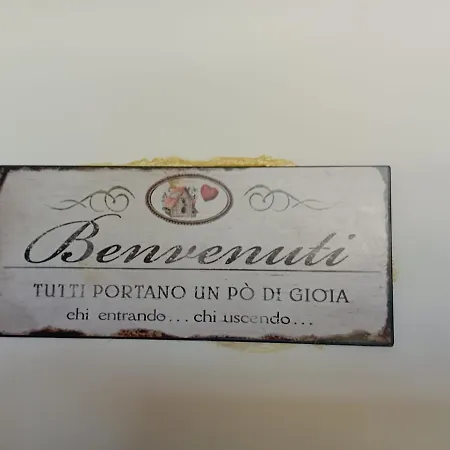 Benvenuti
TUTTI PORTANO UN PÒ DI GIOIA
chi entrando... chi uscendo...